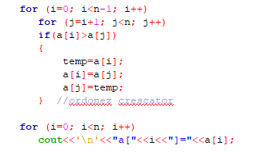 for (i=0; i<n-1; i++)
for (j=i+1; j<n; j++)
if(a[i]>a[j])
{
temp=a[i];
a[i]=a[j];
a[j]=temp;
} //ordonez crescator
for (i=0; i<n; i++)
cout<<'\n'<<"a["<<i<<"]="<<a[i];